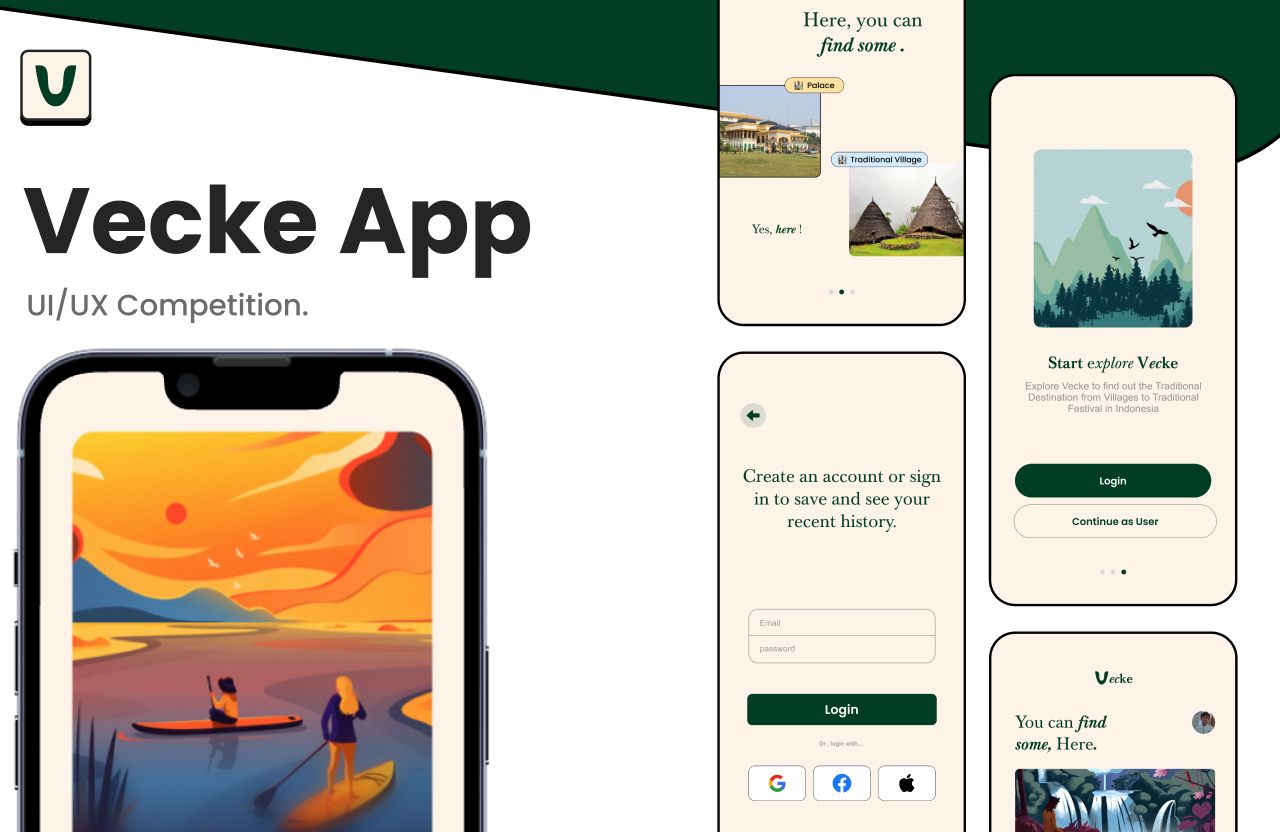 Vecke App
UI/UX Competition.
Here, you can
find some .
Palace
Traditional Village
Yes, here !
Create an account or sign
in to save and see your
recent history.
Email
password
Login
Or , login with...
Start explore Vecke
Explore Vecke to find out the Traditional
Destination from Villages to Traditional
Festival in Indonesia
Login
Continue as User
Vecke
You can find
some, Here.